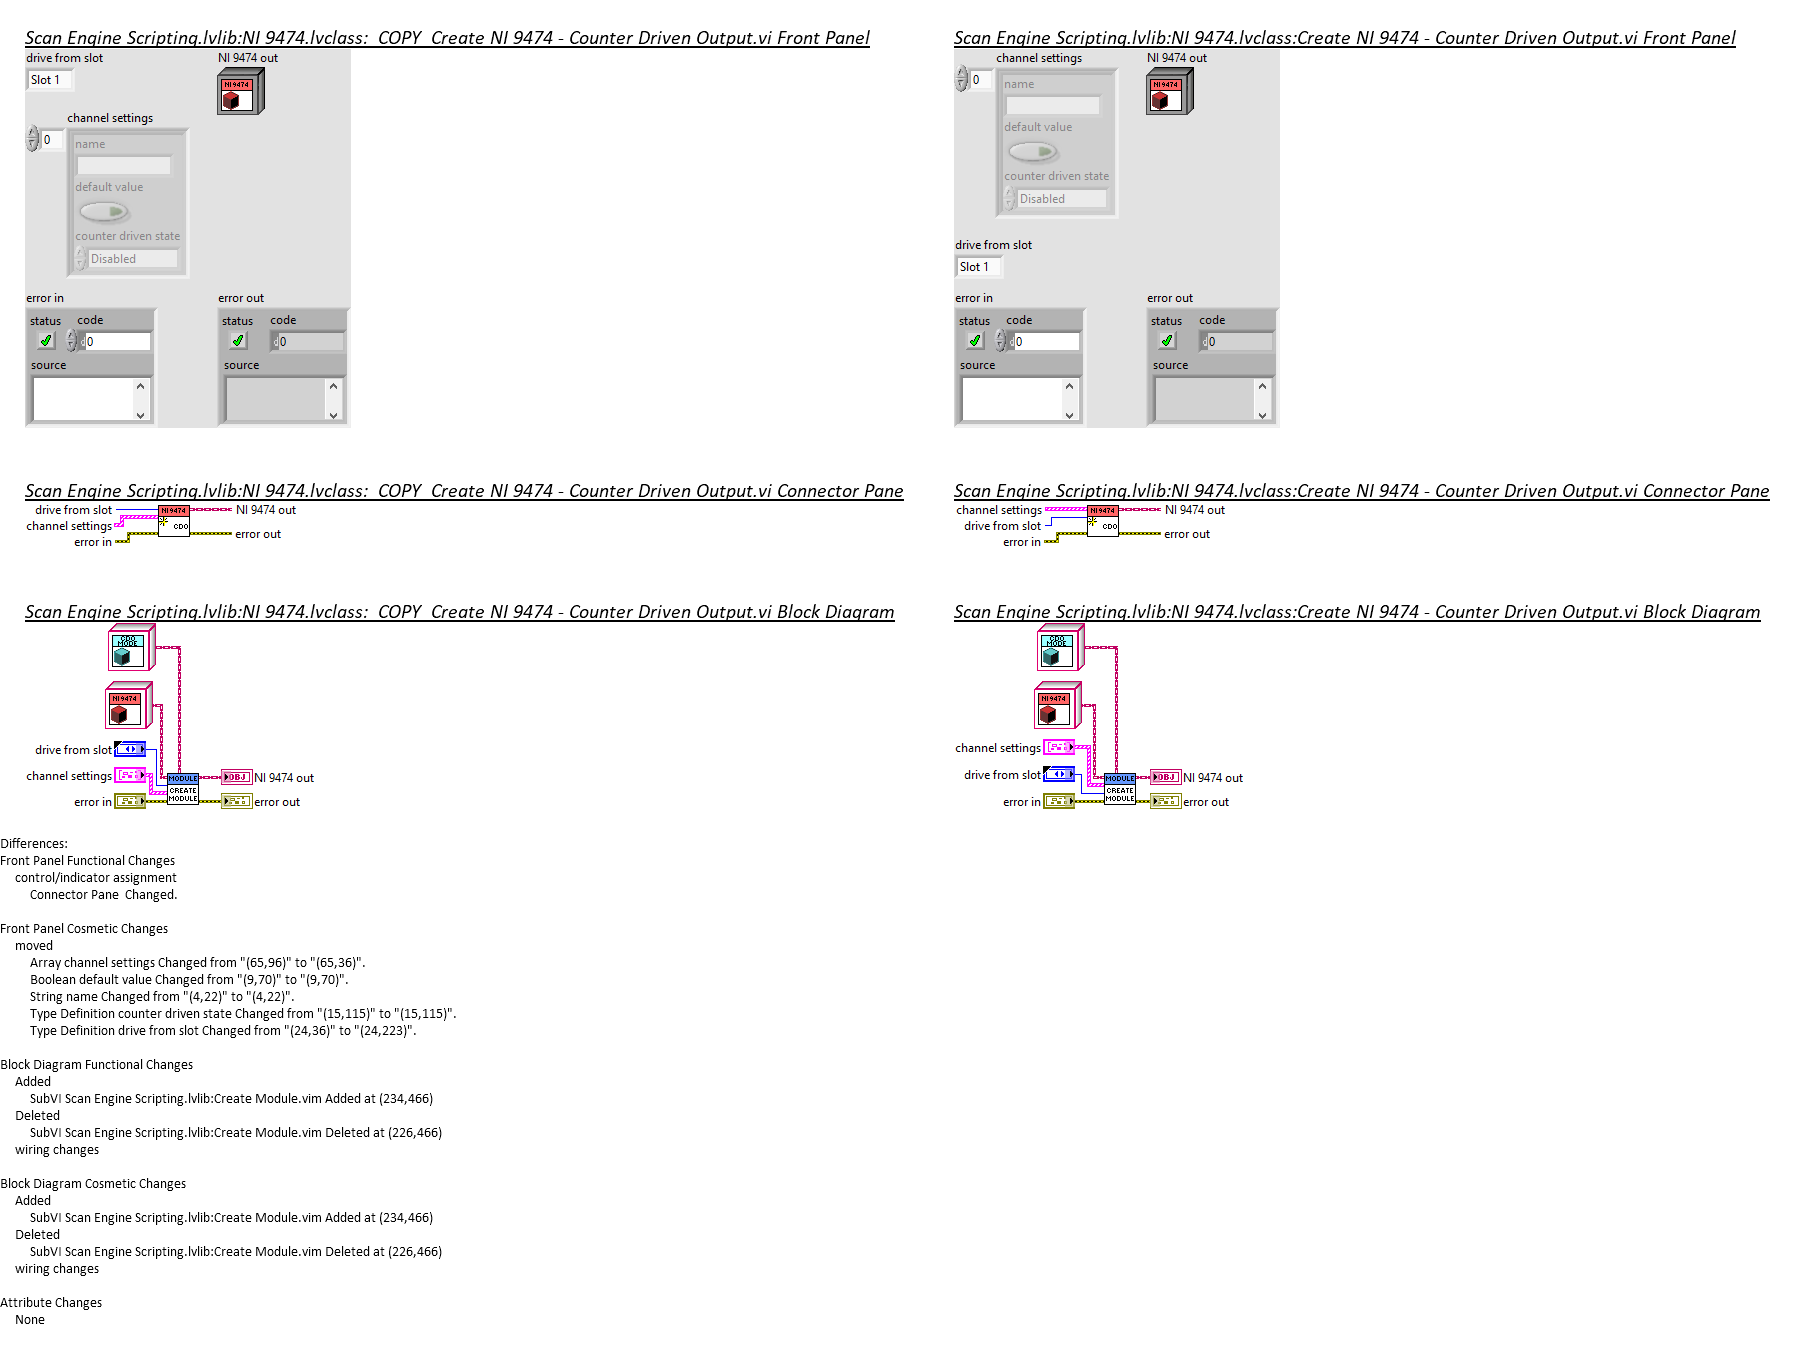 Scan Engine Scripting.lvlib:NI 9474.lvclass:_COPY_Create NI 9474 - Counter Driven Output.vi Front Panel
drive from slot
NI 9474 out
Slot 1
NI 9474
channel settings
0
name
default value
counter driven state
Disabled
error in
error out
status code
status code
d 0
d 0
source
source
Scan Engine Scripting.lvlib:NI 9474.lvclass:Create NI 9474 - Counter Driven Output.vi Front Panel
channel settings
NI 9474 out
0
name
NI 9474
default value
counter driven state
Disabled
drive from slot
Slot 1
error in
error out
status code
status code
d 0
d 0
source
source
Scan Engine Scripting.lvlib:NI 9474.lvclass:_COPY_Create NI 9474 - Counter Driven Output.vi Connector Pane
drive from slot
NI 9474
NI 9474 out
channel settings
CDO
error in
error out
Scan Engine Scripting.lvlib:NI 9474.lvclass:Create NI 9474 - Counter Driven Output.vi Connector Pane
channel settings
NI 9474
NI 9474 out
drive from slot
CDO
error in
error out
Scan Engine Scripting.lvlib:NI 9474.lvclass:_COPY_Create NI 9474 - Counter Driven Output.vi Block Diagram
CDO
MODE
NI 9474
drive from slot
channel settings
MODULE
OBJ
NI 9474 out
CREATE
MODULE
error in
error out
Scan Engine Scripting.lvlib:NI 9474.lvclass:Create NI 9474 - Counter Driven Output.vi Block Diagram
CDO
MODE
NI 9474
channel settings
drive from slot
MODULE
OBJ
NI 9474 out
CREATE
MODULE
error in
error out
Differences:
Front Panel Functional Changes
control/indicator assignment
Connector Pane  Changed.
Front Panel Cosmetic Changes
moved
Array channel settings Changed from "(65,96)" to "(65,36)".
Boolean default value Changed from "(9,70)" to "(9,70)".
String name Changed from "(4,22)" to "(4,22)".
Type Definition counter driven state Changed from "(15,115)" to "(15,115)".
Type Definition drive from slot Changed from "(24,36)" to "(24,223)".
Block Diagram Functional Changes
Added
SubVI Scan Engine Scripting.lvlib:Create Module.vim Added at (234,466)
Deleted
SubVI Scan Engine Scripting.lvlib:Create Module.vim Deleted at (226,466)
wiring changes
Block Diagram Cosmetic Changes
Added
SubVI Scan Engine Scripting.lvlib:Create Module.vim Added at (234,466)
Deleted
SubVI Scan Engine Scripting.lvlib:Create Module.vim Deleted at (226,466)
wiring changes
Attribute Changes
None